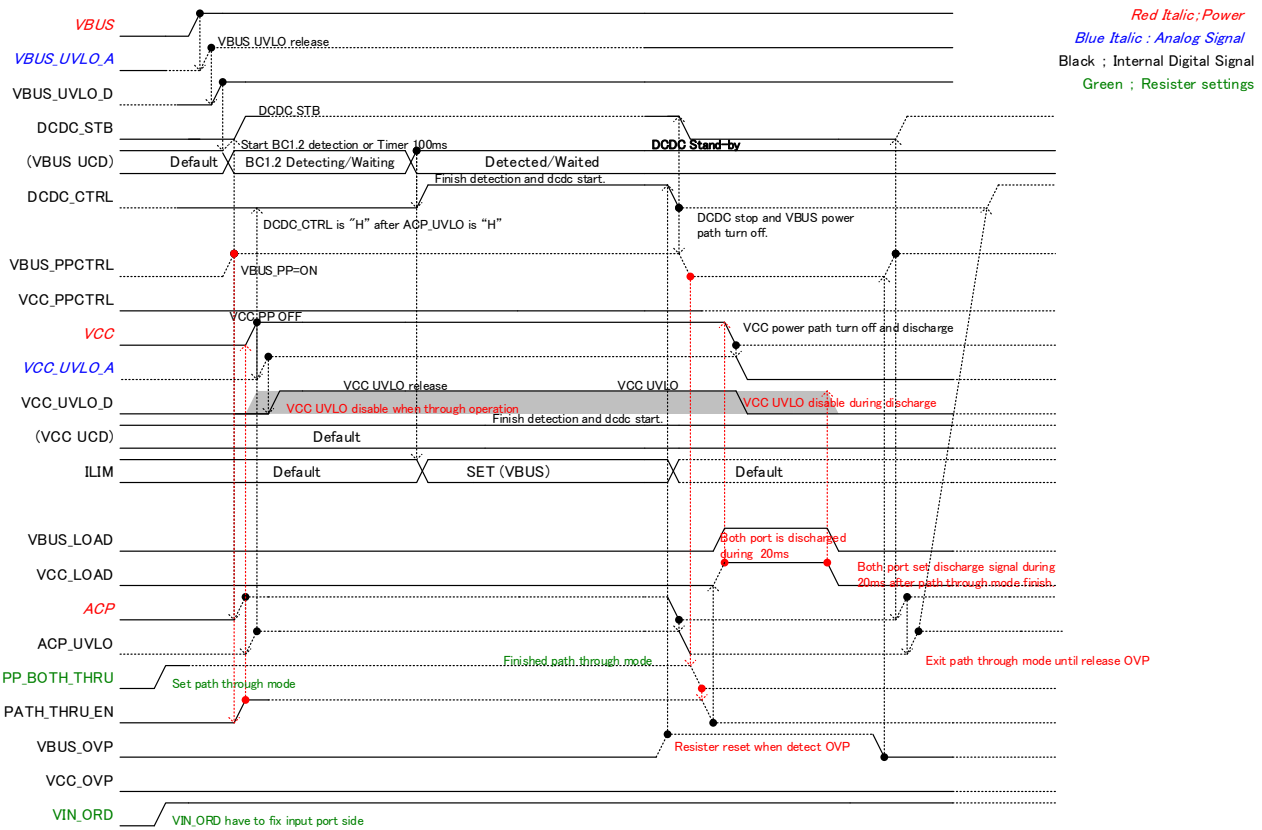 Red Italic;Power
VBUS
Blue Italic : Analog Signal
VBUS UVLO release
VBUS_UVLO_A
Black ; Internal Digital Signal
Green ; Resister settings
VBUS_UVLO_D
DCDC STB
DCDC_STB
Start BC1.2 detection or Timer 100ms
DCDC Stand-by
(VBUS UCD)
Default
BC1.2 Detecting/Waiting
Detected/Waited
Finish detection and dcdc start.
DCDC_CTRL
DCDC_CTRL is "H" after ACP_UVLO is "H"
DCDC stop and VBUS power
path turn off.
VBUS_PPCTRL
VBUS_PP=ON
VCC_PPCTRL
VCC PP OFF
VCC
VCC power path turn off and discharge
VCC_UVLO_A
VCC UVLO release
VCC UVLO
VCC_UVLO_D
VCC UVLO disable when through operation
VCC UVLO disable during discharge
Finish detection and dcdc start.
(VCC UCD)
Default
ILIM
Default
SET (VBUS)
Default
VBUS_LOAD
Both port is discharged
during 20ms
VCC_LOAD
Both port set discharge signal during
20ms after path through mode finish.
ACP
ACP_UVLO
Finished path through mode
Exit path through mode until release OVP
PP_BOTH_THRU
Set path through mode
PATH_THRU_EN
VBUS_OVP
Resister reset when detect OVP
VCC_OVP
VIN_ORD
VIN_ORD have to fix input port side